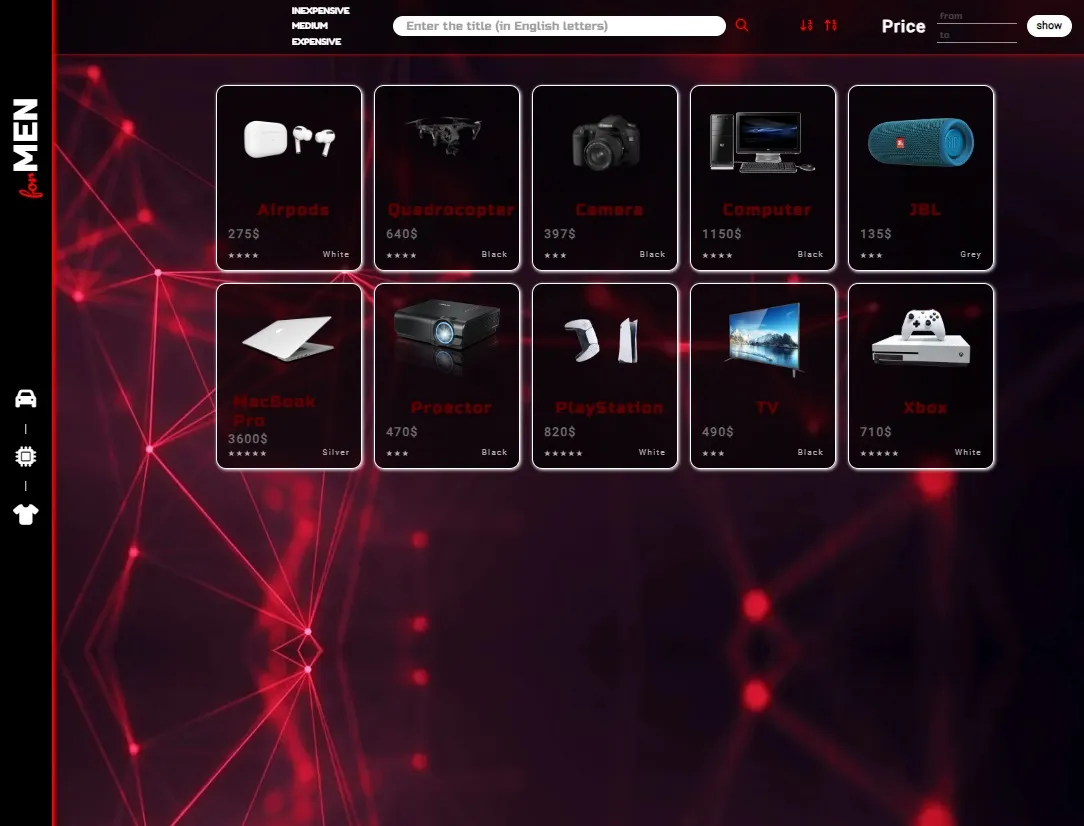 INEXPENSIVE
MEDIUM
EXPENSIVE
Enter the title (in English letters)
Price
from
to
show
forMEN
Airpods
275$
★★★★ White
Quadrocopter
640$
★★★★ Black
Camera
397$
★★★ Black
Computer
1150$
★★★★ Black
JBL
135$
★★★ Grey
MacBook
Pro
3600$
★★★★★ Silver
Proector
470$
★★★ Black
PlayStation
820$
★★★★★ White
TV
490$
★★★ Black
Xbox
710$
★★★★★ White